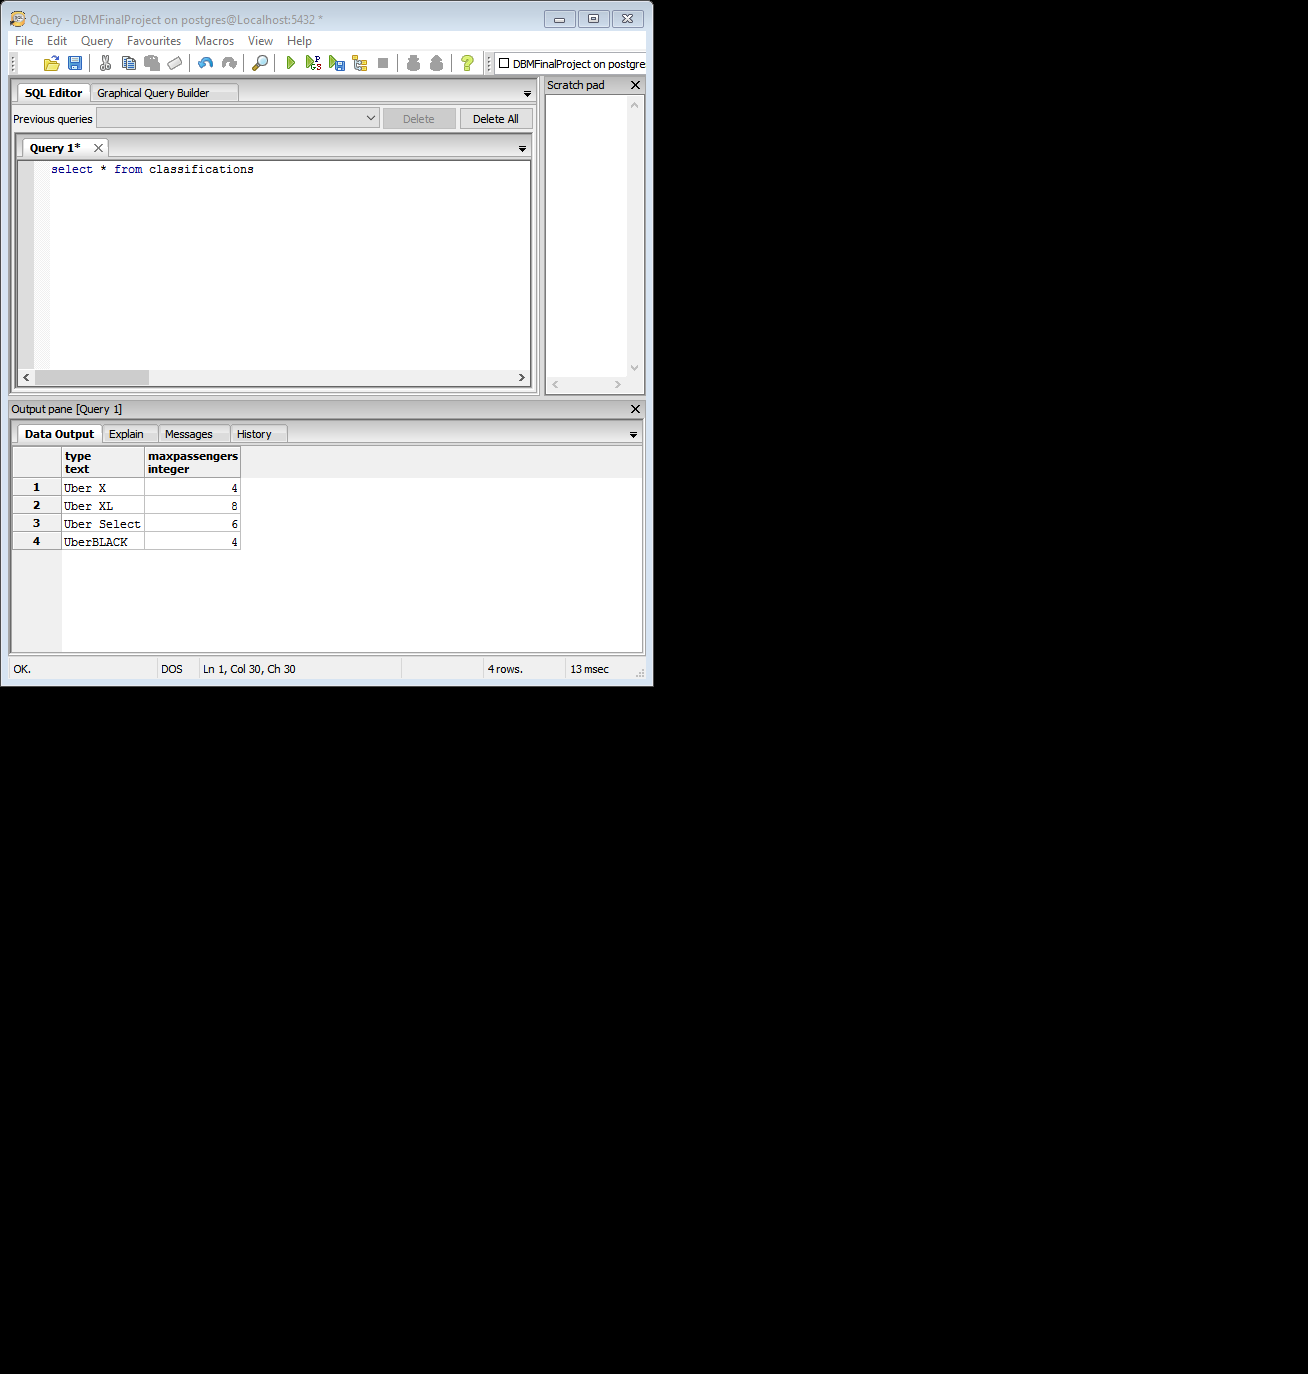 Query - DBMFinalProject on postgres@Localhost:5432 *
File Edit Query Favourites Macros View Help
DBMFinalProject on postgre
SQL Editor Graphical Query Builder
Scratch pad
Previous queries Delete Delete All
Query 1*
select * from classifications
Output pane [Query 1]
Data Output Explain Messages History
type maxpassengers
text integer
1 Uber X 4
2 Uber XL 8
3 Uber Select 6
4 UberBLACK 4
OK. DOS Ln 1, Col 30, Ch 30 4 rows. 13 msec